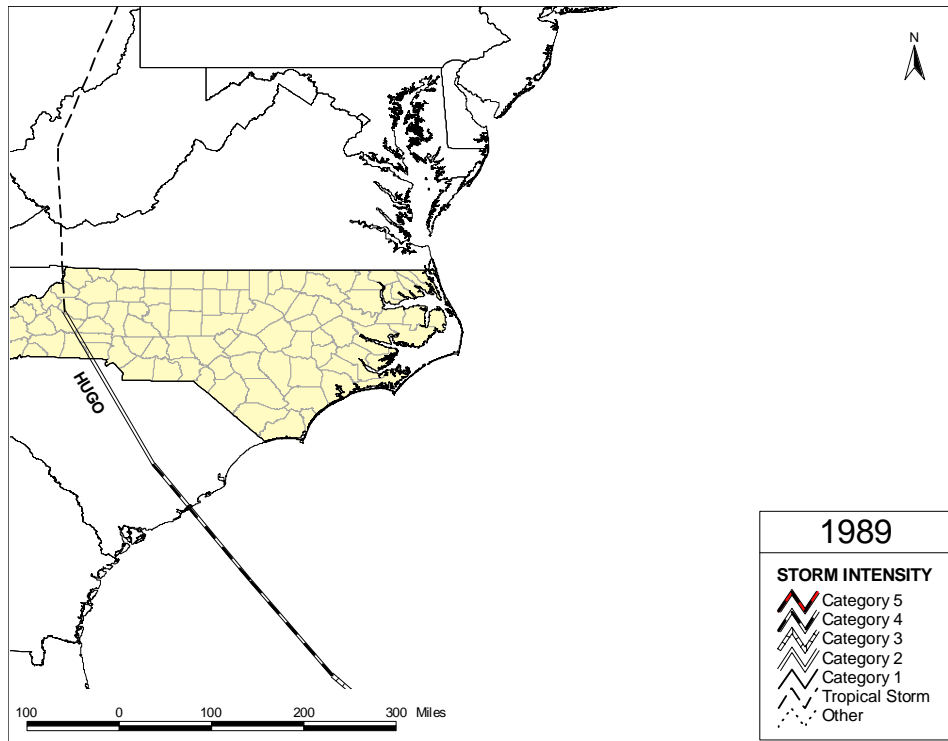 N
HUGO
1989
STORM INTENSITY
Category 5
Category 4
Category 3
Category 2
Category 1
Tropical Storm
Other
100 0 100 200 300 Miles